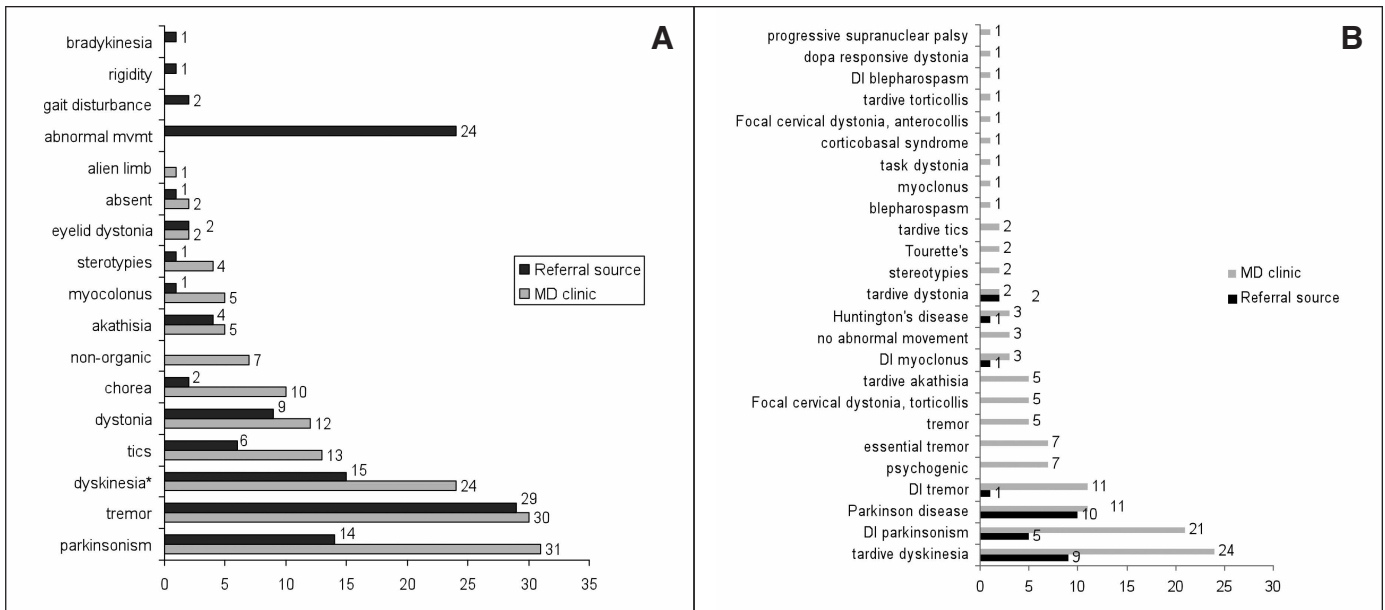 A
bradykinesia 1
rigidity 1
gait disturbance 2
abnormal mvmt 24
alien limb 1
absent 1 2
eyelid dystonia 2 2
sterotypies 1 4
myocolonus 1 5
akathisia 4 5
non-organic 7
chorea 2 10
dystonia 9 12
tics 6 13
dyskinesia* 15 24
tremor 29 30
parkinsonism 14 31
0 5 10 15 20 25 30 35
Referral source
MD clinic
B
progressive supranuclear palsy 1
dopa responsive dystonia 1
DI blepharospasm 1
tardive torticollis 1
Focal cervical dystonia, anterocollis 1
corticobasal syndrome 1
task dystonia 1
myoclonus 1
blepharospasm 1
tardive tics 2
Tourette's 2
stereotypies 2
tardive dystonia 2 2
Huntington's disease 3 1
no abnormal movement 3
DI myoclonus 3 1
tardive akathisia 5
Focal cervical dystonia, torticollis 5
tremor 5
essential tremor 7
psychogenic 7
DI tremor 11 1
Parkinson disease 11 10
DI parkinsonism 21 5
tardive dyskinesia 24 9
0 5 10 15 20 25 30
MD clinic
Referral source